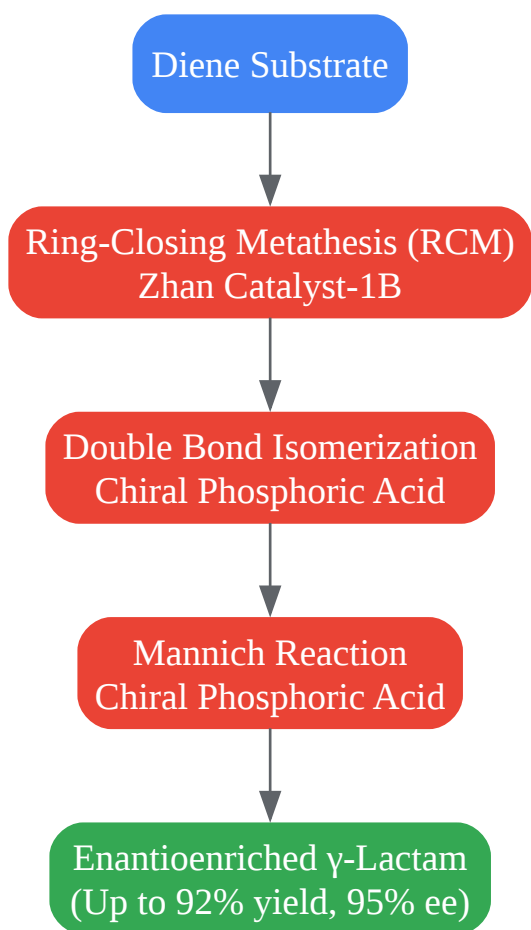 Diene Substrate
Ring-Closing Metathesis (RCM)
Zhan Catalyst-1B
Double Bond Isomerization
Chiral Phosphoric Acid
Mannich Reaction
Chiral Phosphoric Acid
Enantioenriched γ-Lactam
(Up to 92% yield, 95% ee)